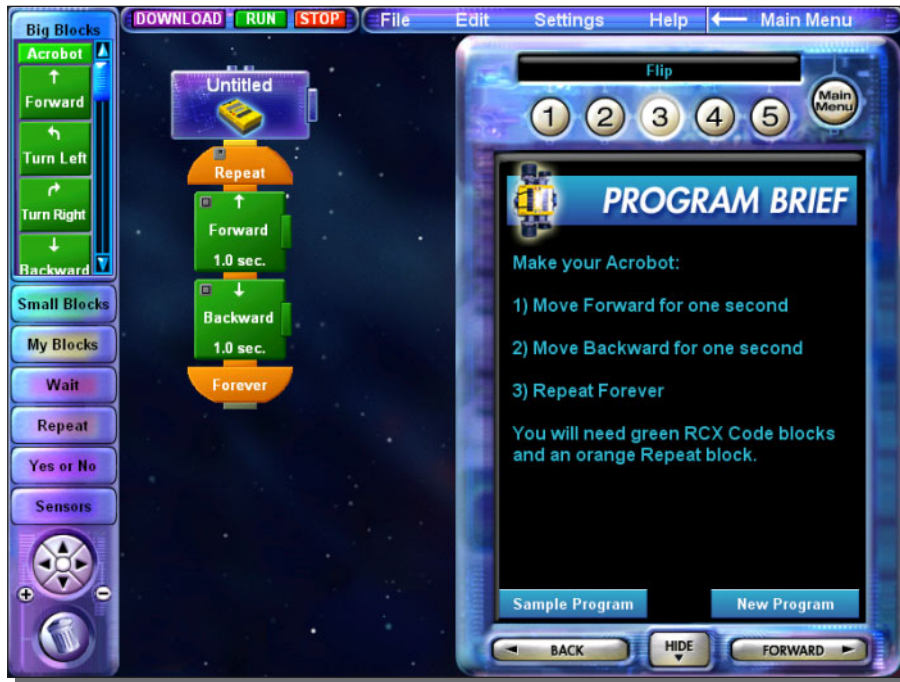 DOWNLOAD RUN STOP File Edit Settings Help Main Menu
Big Blocks
Acrobot
Forward
Turn Left
Turn Right
Backward
Small Blocks
My Blocks
Wait
Repeat
Yes or No
Sensors
Untitled
Repeat
Forward
1.0 sec.
Backward
1.0 sec.
Forever
Flip
1 2 3 4 5
Main
Menu
PROGRAM BRIEF
Make your Acrobot:
1) Move Forward for one second
2) Move Backward for one second
3) Repeat Forever
You will need green RCX Code blocks
and an orange Repeat block.
Sample Program New Program
BACK HIDE FORWARD